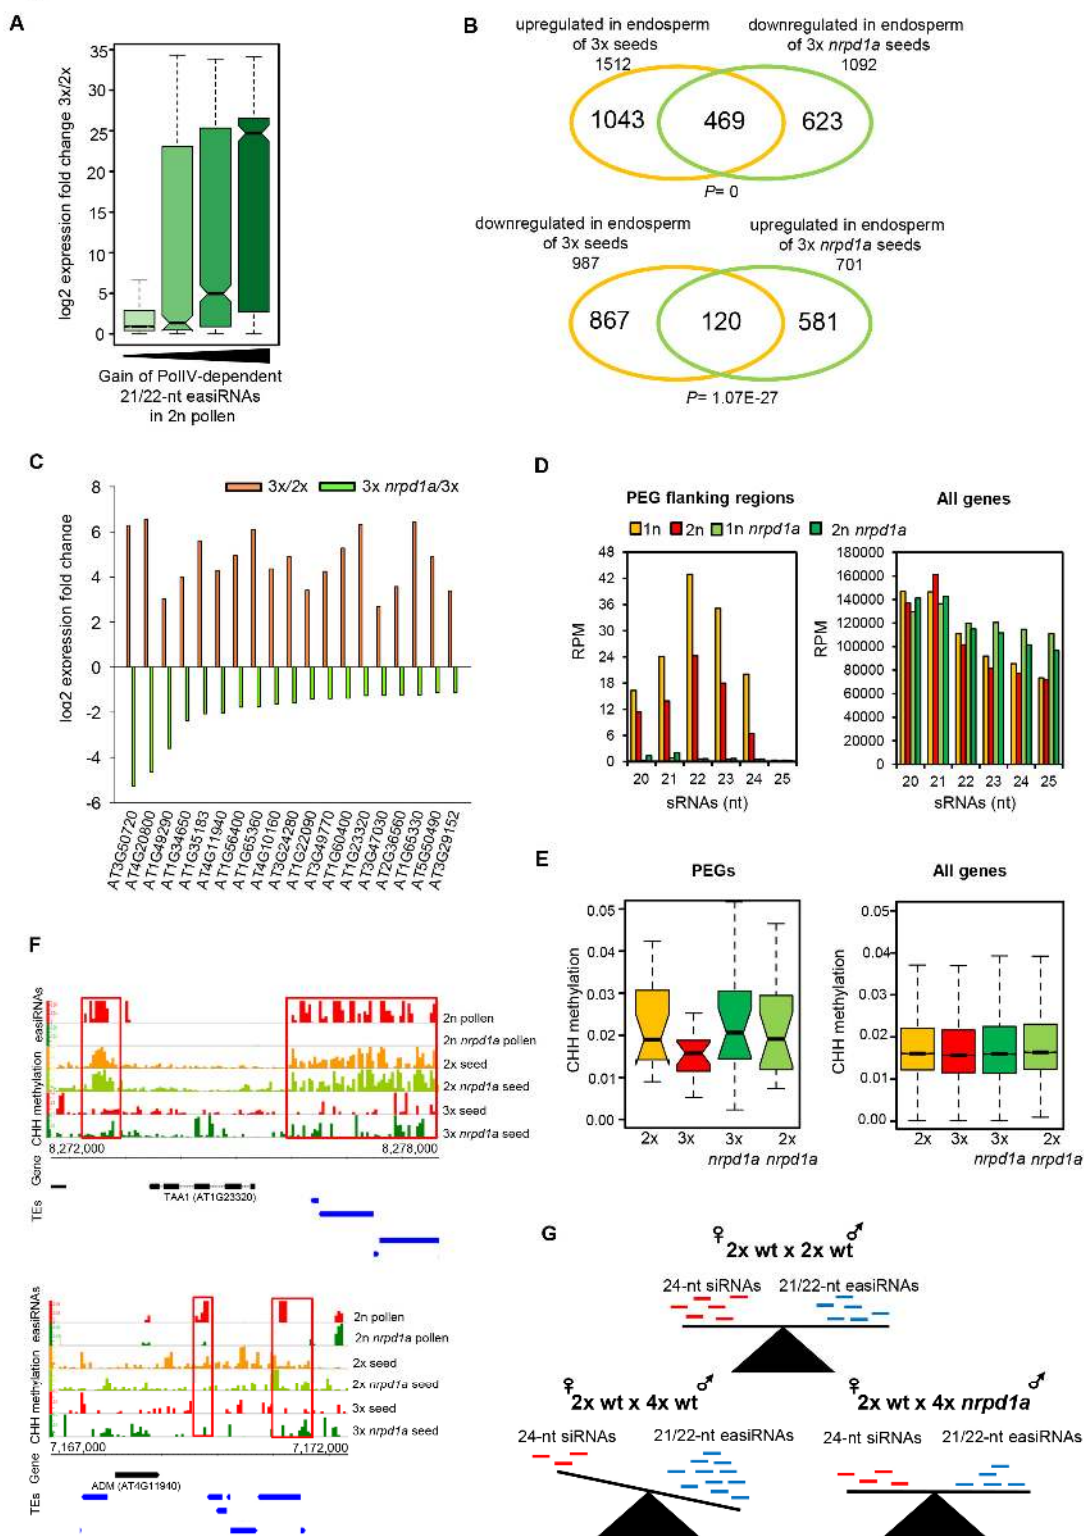 A
log2 expression fold change 3x/2x
35
30
25
20
15
10
5
0
Gain of PolIV-dependent
21/22-nt easiRNAs
in 2n pollen
B
upregulated in endosperm
of 3x seeds
1512
downregulated in endosperm
of 3x nrpd1a seeds
1092
1043
469
623
P= 0
downregulated in endosperm
of 3x seeds
987
upregulated in endosperm
of 3x nrpd1a seeds
701
867
120
581
P= 1.07E-27
C
3x/2x
3x nrpd1a/3x
log2 expression fold change
8
6
4
2
0
-2
-4
-6
AT3G50720
AT4G20800
AT1G49290
AT1G34650
AT1G35183
AT4G11940
AT1G56400
AT1G65360
AT4G10160
AT3G24280
AT1G22090
AT3G49770
AT1G60400
AT1G23320
AT3G47030
AT2G36560
AT1G65330
AT5G50490
AT3G29152
D
PEG flanking regions
All genes
1n
2n
1n nrpd1a
2n nrpd1a
RPM
48
36
30
24
18
12
6
0
20 21 22 23 24 25
sRNAs (nt)
RPM
180000
160000
140000
120000
100000
80000
60000
40000
20000
0
20 21 22 23 24 25
sRNAs (nt)
E
PEGs
CHH methylation
0.05
0.04
0.03
0.02
0.01
0.00
2x 3x 3x 2x
nrpd1a nrpd1a
All genes
CHH methylation
0.05
0.04
0.03
0.02
0.01
0.00
2x 3x 3x 2x
nrpd1a nrpd1a
F
easiRNAs
CHH methylation
Gene
TEs
2n pollen
2n nrpd1a pollen
2x seed
2x nrpd1a seed
3x seed
3x nrpd1a seed
8,272,000
8,278,000
TAA1 (AT1G23320)
easiRNAs
CHH methylation
Gene
TEs
2n pollen
2n nrpd1a pollen
2x seed
2x nrpd1a seed
3x seed
3x nrpd1a seed
7,167,000
7,172,000
ADM (AT4G11940)
G
♀ 2x wt x 2x wt ♂
24-nt siRNAs
21/22-nt easiRNAs
♀ 2x wt x 4x wt ♂
24-nt siRNAs
21/22-nt easiRNAs
♀ 2x wt x 4x nrpd1a ♂
24-nt siRNAs
21/22-nt easiRNAs